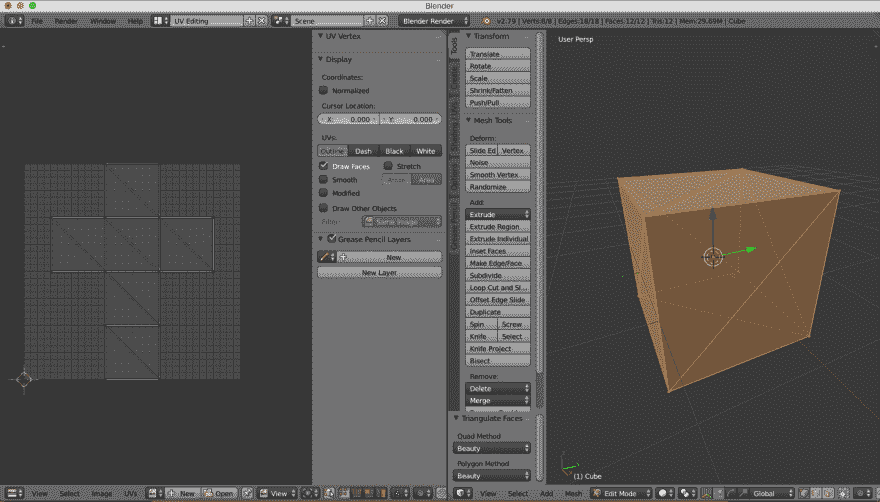 Blender
Render Window Help UV Editing Scene Blender Render v2.79 | Verts:8/8 | Edges:18/18 | Faces:12/12 | Tris:12 | Mem:29.69M | Cube
UV Vertex
Display
Coordinates:
Normalized
Cursor Location:
X: 0.000 Y: 0.000
UVs:
Outline Dash Black White
Draw Faces Stretch
Smooth Area
Modified
Draw Other Objects
Filter:
Grease Pencil Layers
New
New Layer
Tools
Transform
Translate
Rotate
Scale
Shrink/Fatten
Push/Pull
Mesh Tools
Deform:
Slide Ed Vertex
Noise
Smooth Vertex
Randomize
Add:
Extrude
Extrude Region
Extrude Individual
Inset Faces
Make Edge/Face
Subdivide
Loop Cut and Sl...
Offset Edge Slide
Duplicate
Spin Screw
Knife Select
Knife Project
Bisect
Remove:
Delete
Merge
Triangulate Faces
Quad Method
Beauty
Polygon Method
Beauty
User Persp
(1) Cube
View Select Image UVs New Open View
View Select Add Mesh Edit Mode Global